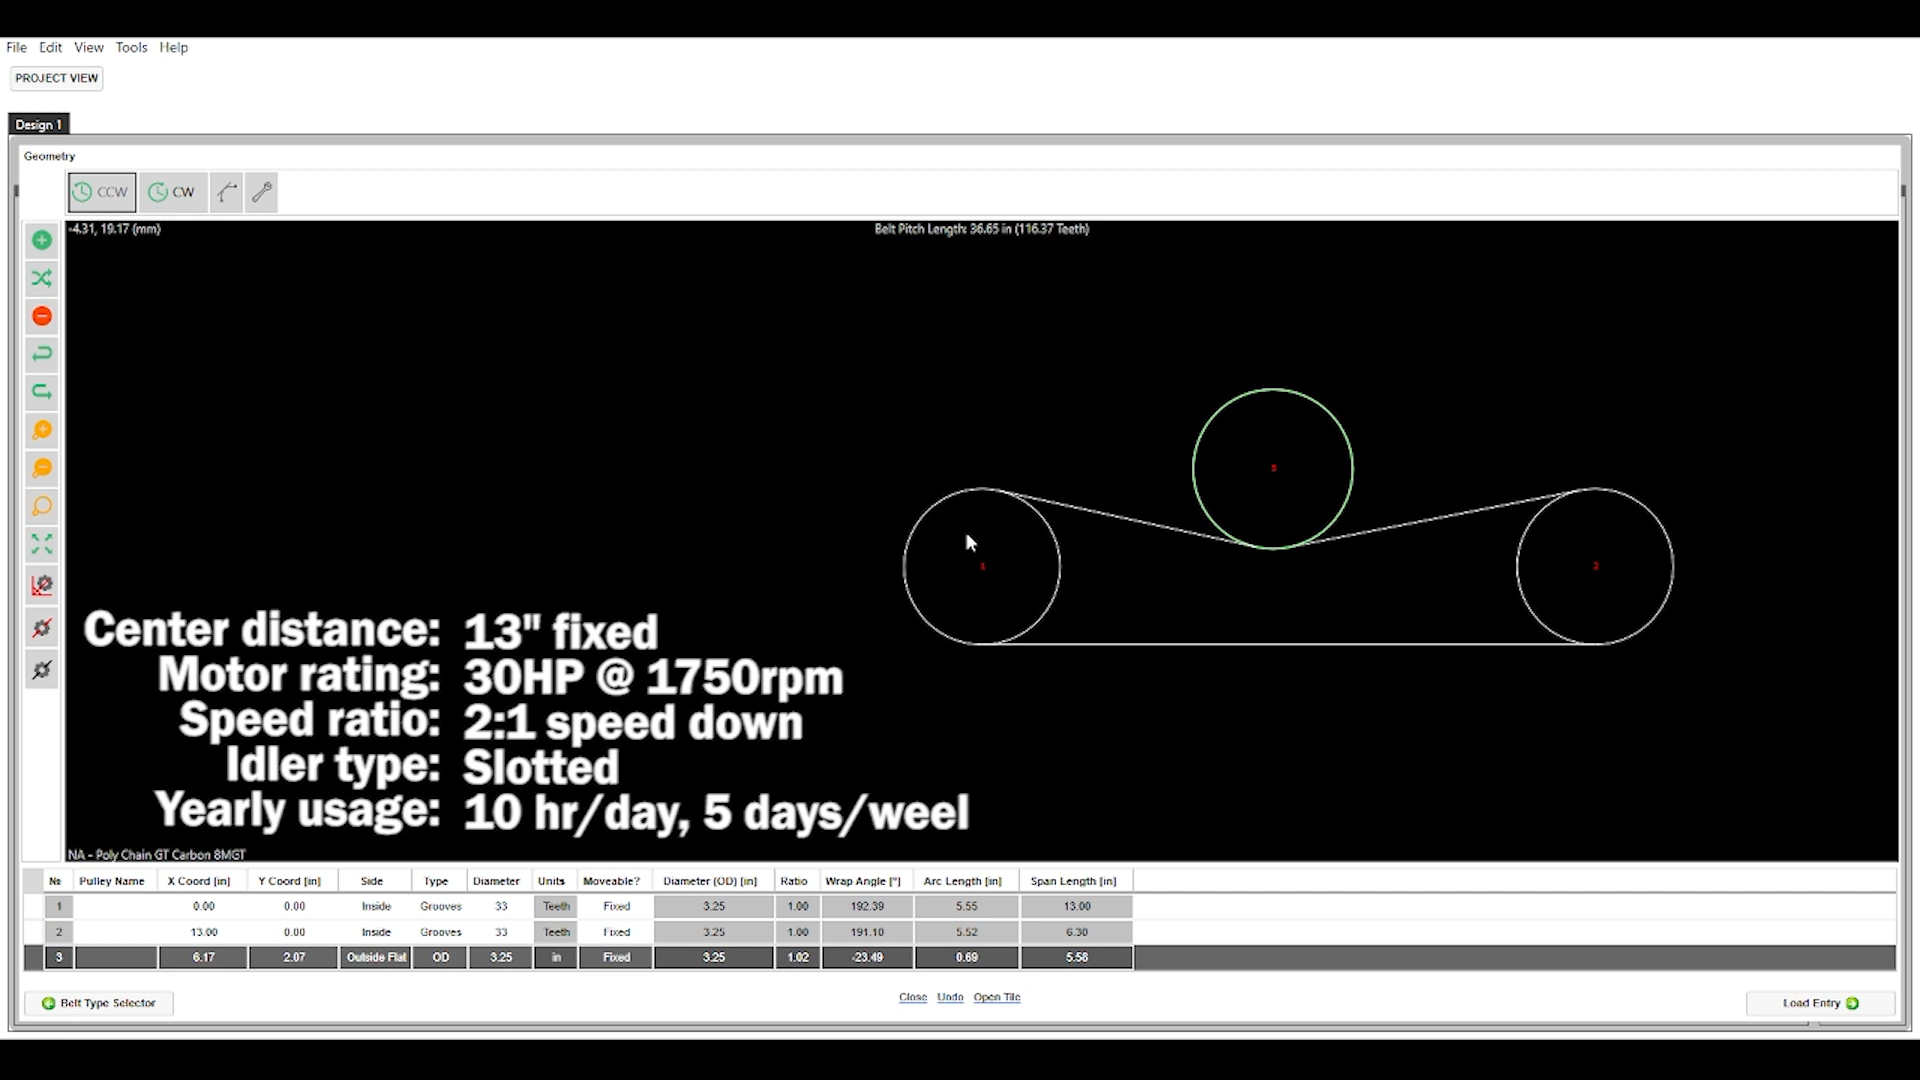 File Edit View Tools Help
PROJECT VIEW
Design 1
Geometry
CCW CW
-4.31, 19.17 (mm)
Belt Pitch Length: 36.65 in (116.37 Teeth)
3
1
2
Center distance: 13" fixed
Motor rating: 30HP @ 1750rpm
Speed ratio: 2:1 speed down
Idler type: Slotted
Yearly usage: 10 hr/day, 5 days/weel
NA - Poly Chain GT Carbon 8MGT
№ Pulley Name X Coord [in] Y Coord [in] Side Type Diameter Units Moveable? Diameter (OD) [in] Ratio Wrap Angle [°] Arc Length [in] Span Length [in]
1 0.00 0.00 Inside Grooves 33 Teeth Fixed 3.25 1.00 192.39 5.55 13.00
2 13.00 0.00 Inside Grooves 33 Teeth Fixed 3.25 1.00 191.10 5.52 6.30
3 6.17 2.07 Outside Flat OD 3.25 in Fixed 3.25 1.02 -23.49 0.69 5.58
Belt Type Selector
Close Undo Open Tile
Load Entry